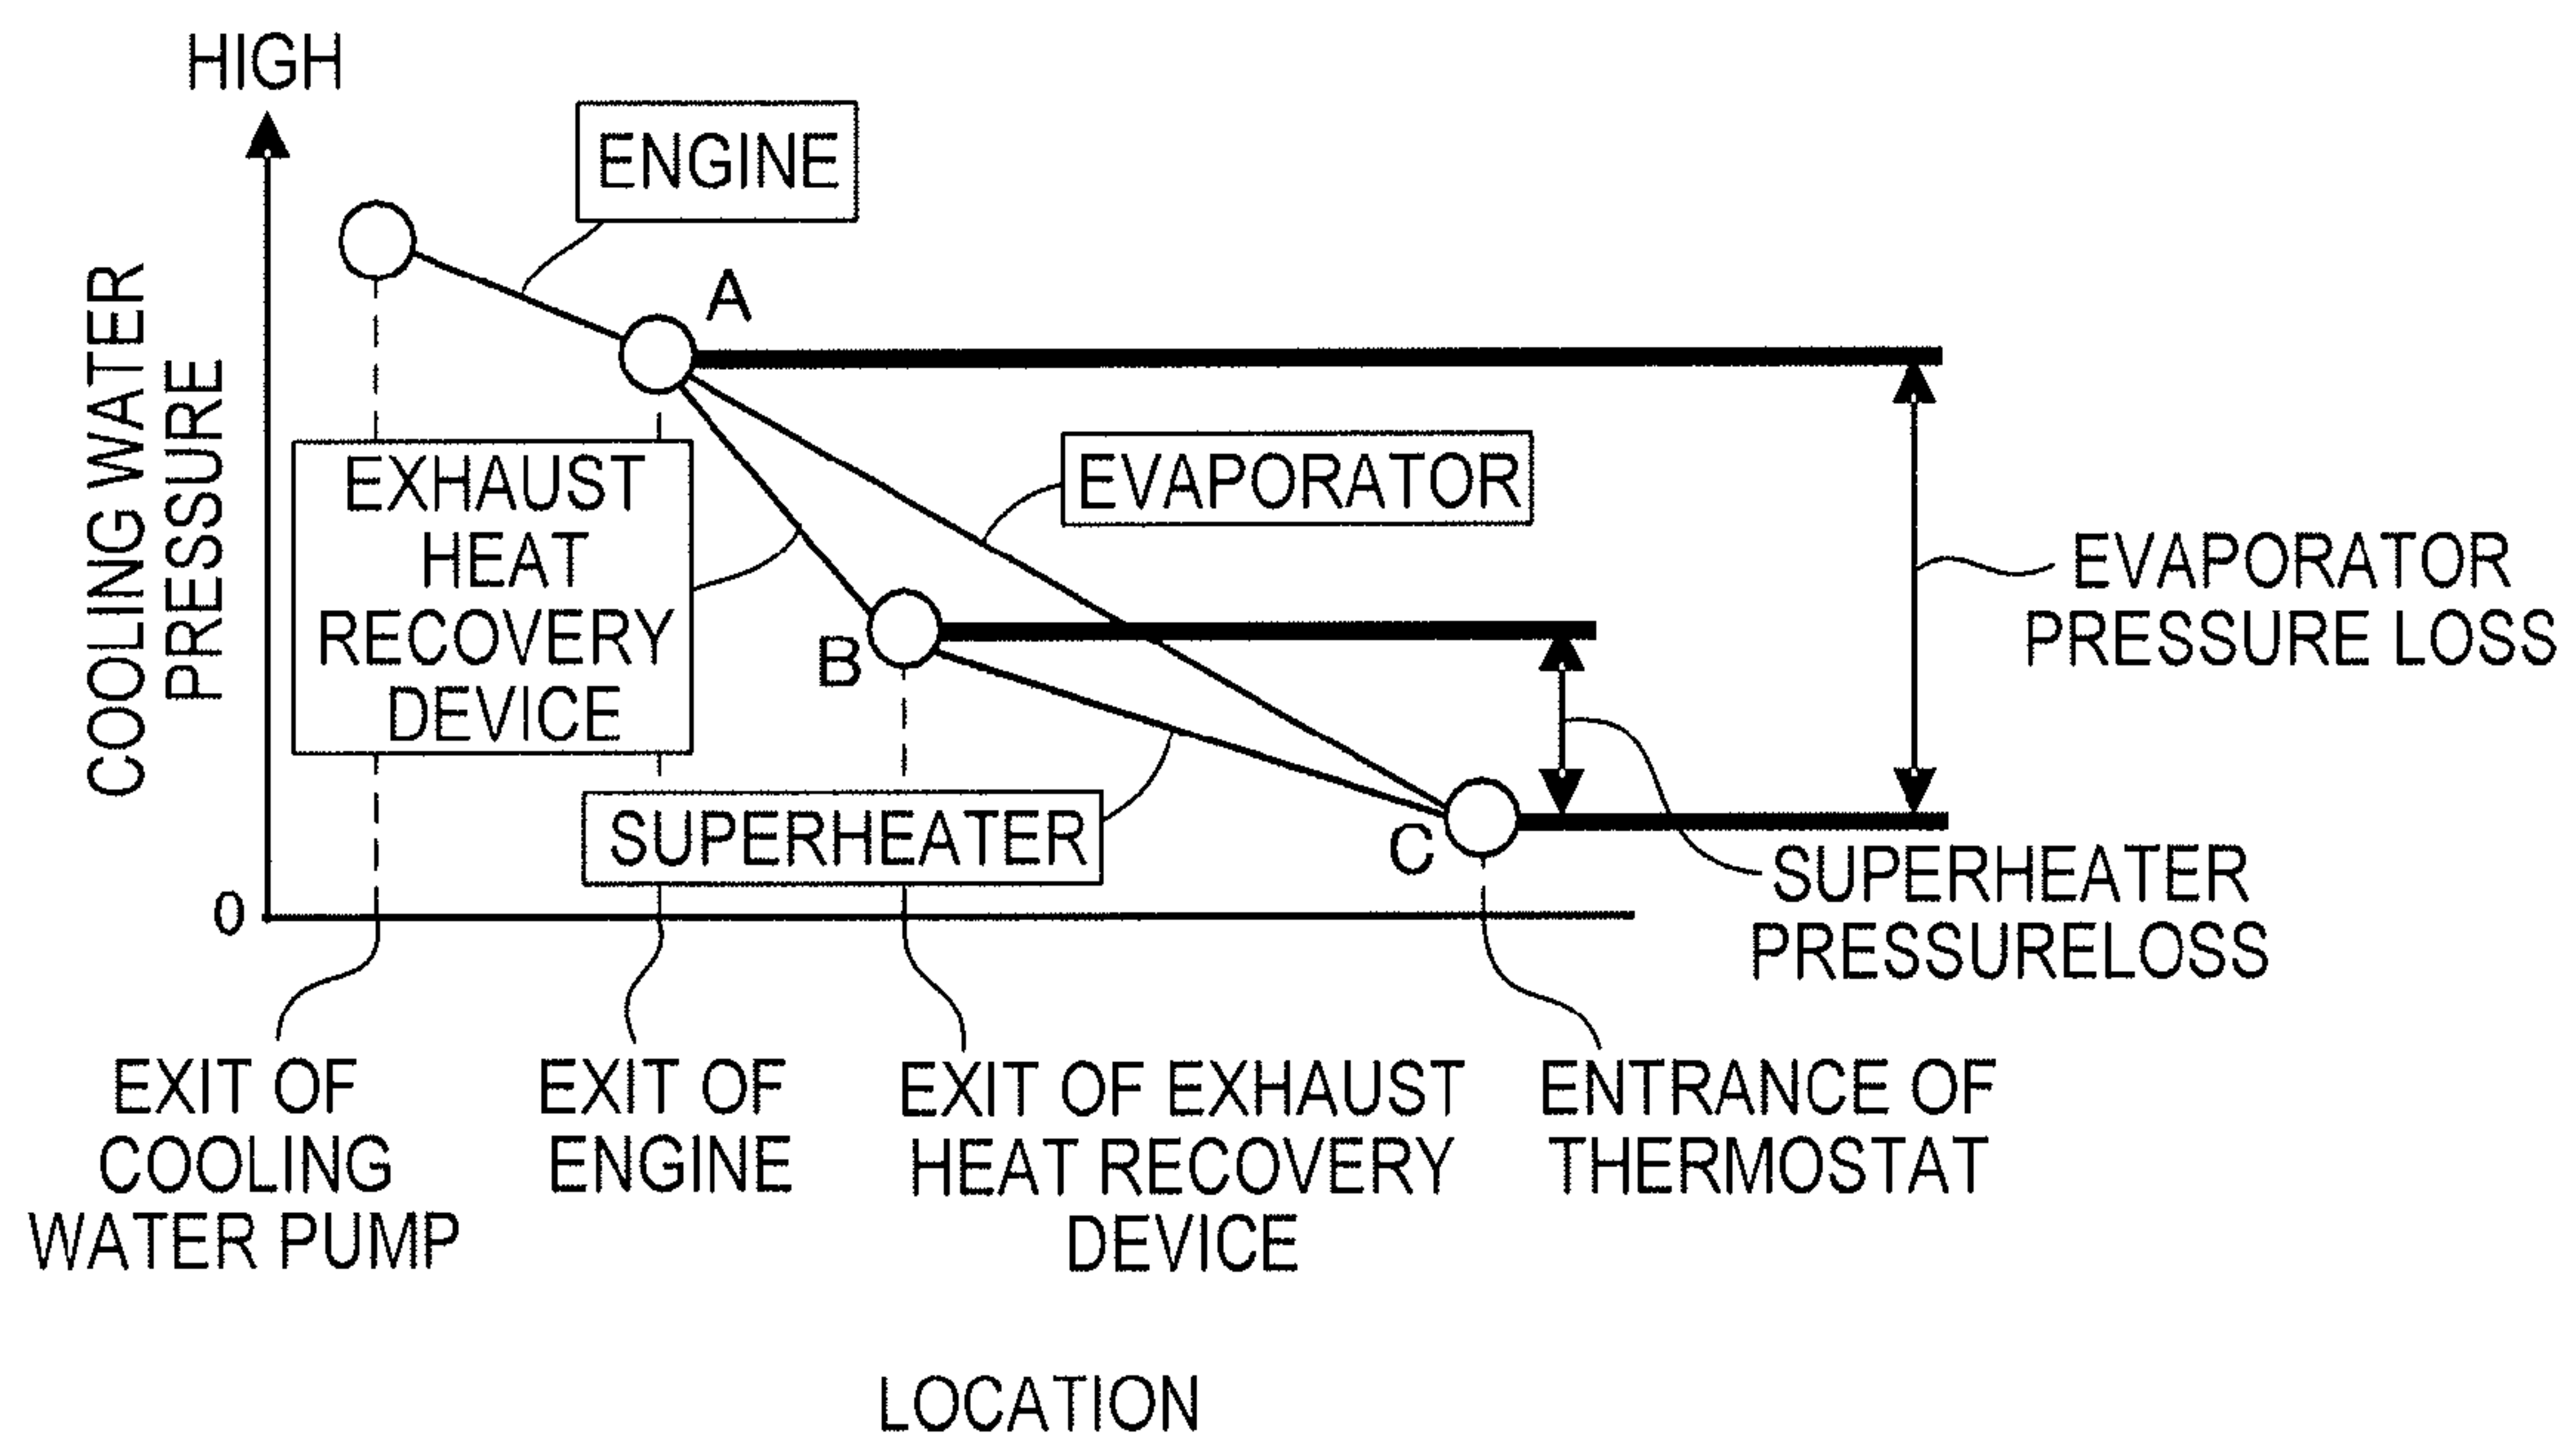 HIGH
COOLING WATER
PRESSURE
ENGINE
A
EXHAUST
HEAT
RECOVERY
DEVICE
EVAPORATOR
B
EVAPORATOR
PRESSURE LOSS
SUPERHEATER
C
SUPERHEATER
PRESSURELOSS
0
EXIT OF
COOLING
WATER PUMP
EXIT OF
ENGINE
EXIT OF EXHAUST
HEAT RECOVERY
DEVICE
ENTRANCE OF
THERMOSTAT
LOCATION